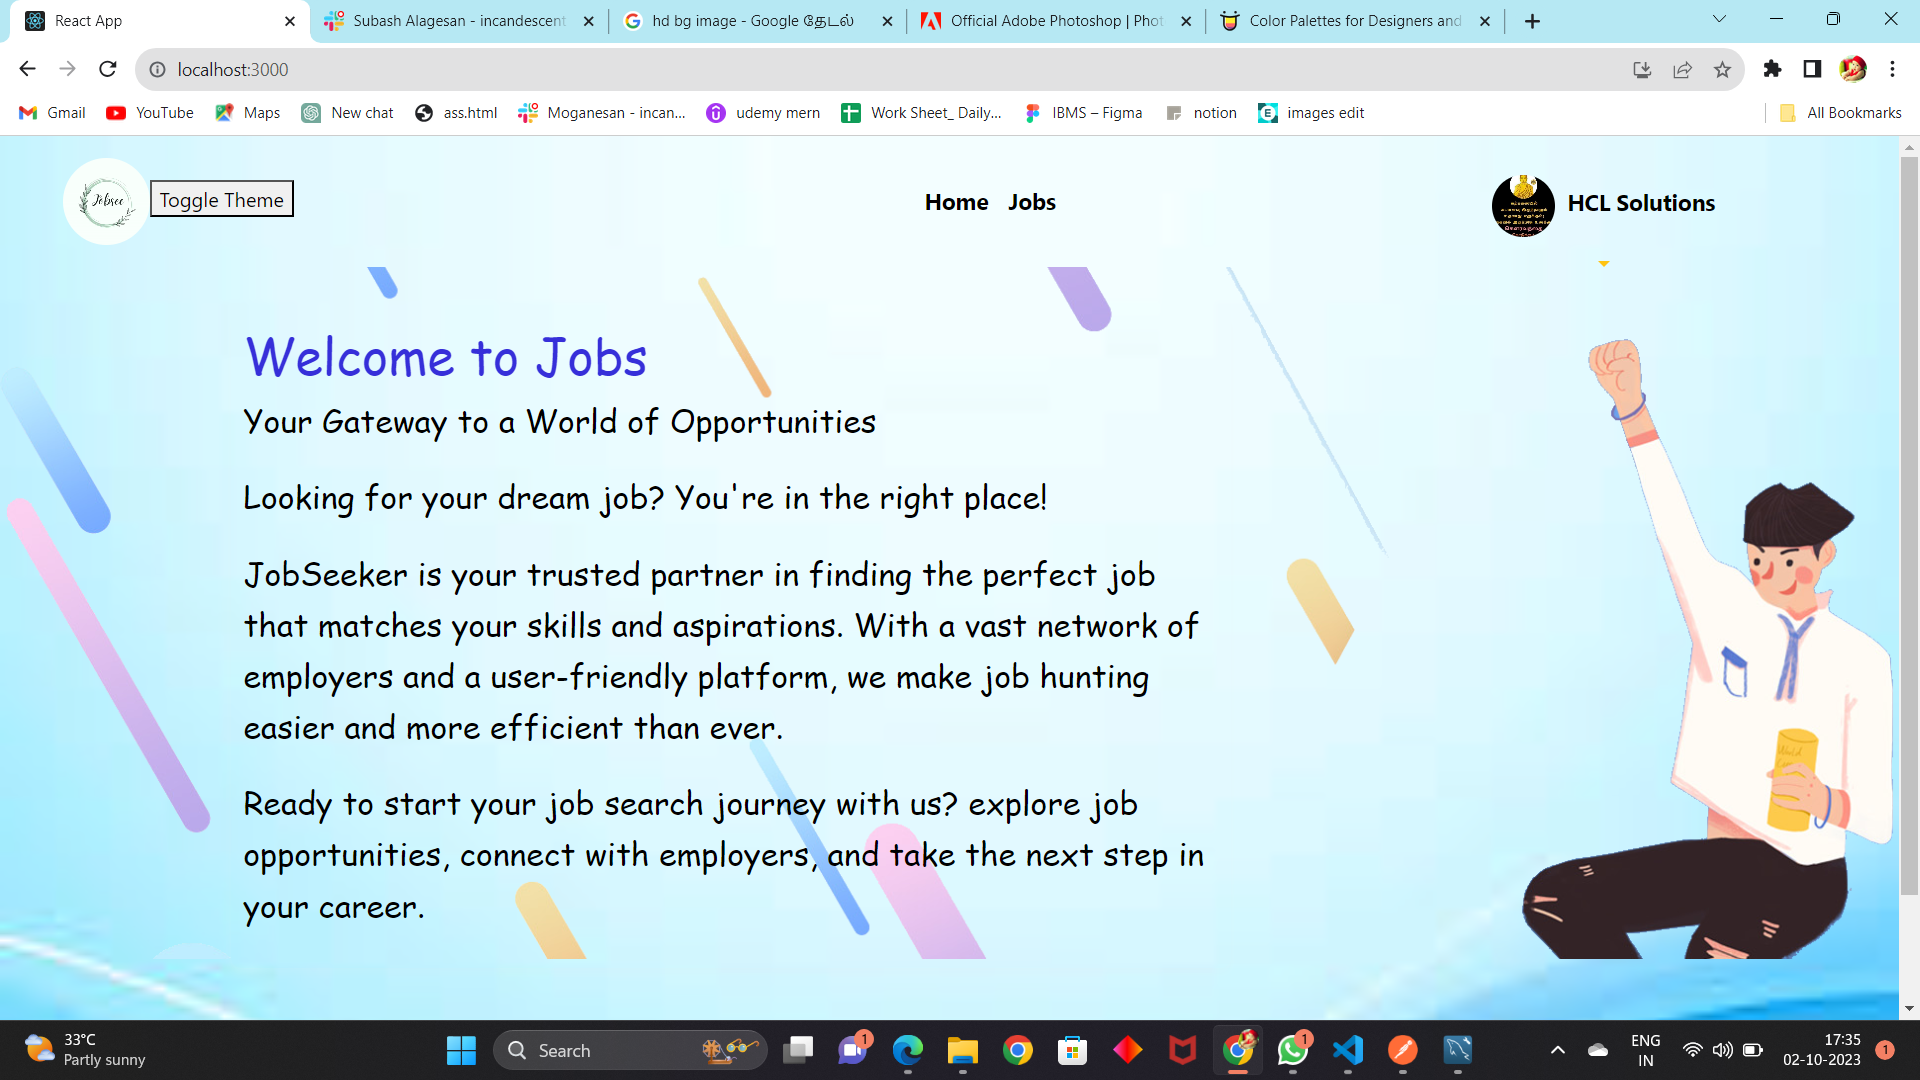 React App
Subash Alagesan - incandescent
hd bg image - Google தேடல்
Official Adobe Photoshop | Phot
Color Palettes for Designers and
localhost:3000
Gmail
YouTube
Maps
New chat
ass.html
Moganesan - incan...
udemy mern
Work Sheet_ Daily...
IBMS – Figma
notion
images edit
All Bookmarks
Jobsee
Toggle Theme
Home
Jobs
HCL Solutions
Welcome to Jobs
Your Gateway to a World of Opportunities
Looking for your dream job? You're in the right place!
JobSeeker is your trusted partner in finding the perfect job
that matches your skills and aspirations. With a vast network of
employers and a user-friendly platform, we make job hunting
easier and more efficient than ever.
Ready to start your job search journey with us? explore job
opportunities, connect with employers, and take the next step in
your career.
33°C
Partly sunny
Search
1
1
ENG
IN
17:35
02-10-2023
1